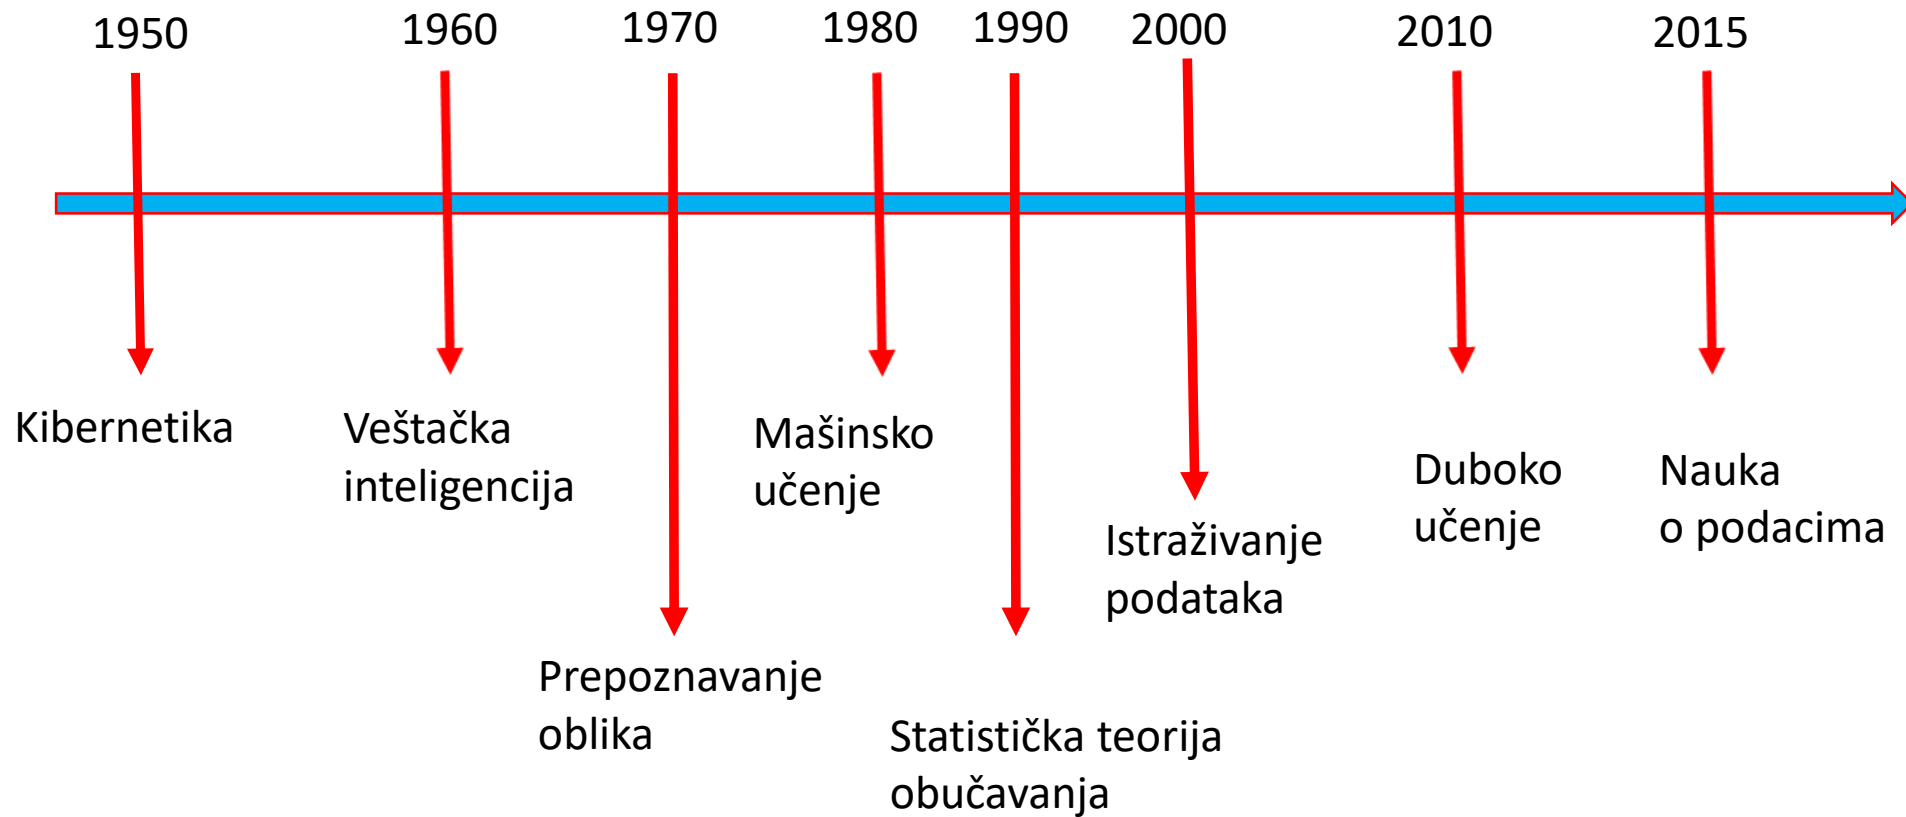 1950
1960
1970
1980
1990
2000
2010
2015
Kibernetika
Veštačka
inteligencija
Prepoznavanje
oblika
Mašinsko
učenje
Statistička teorija
obučavanja
Istraživanje
podataka
Duboko
učenje
Nauka
o podacima